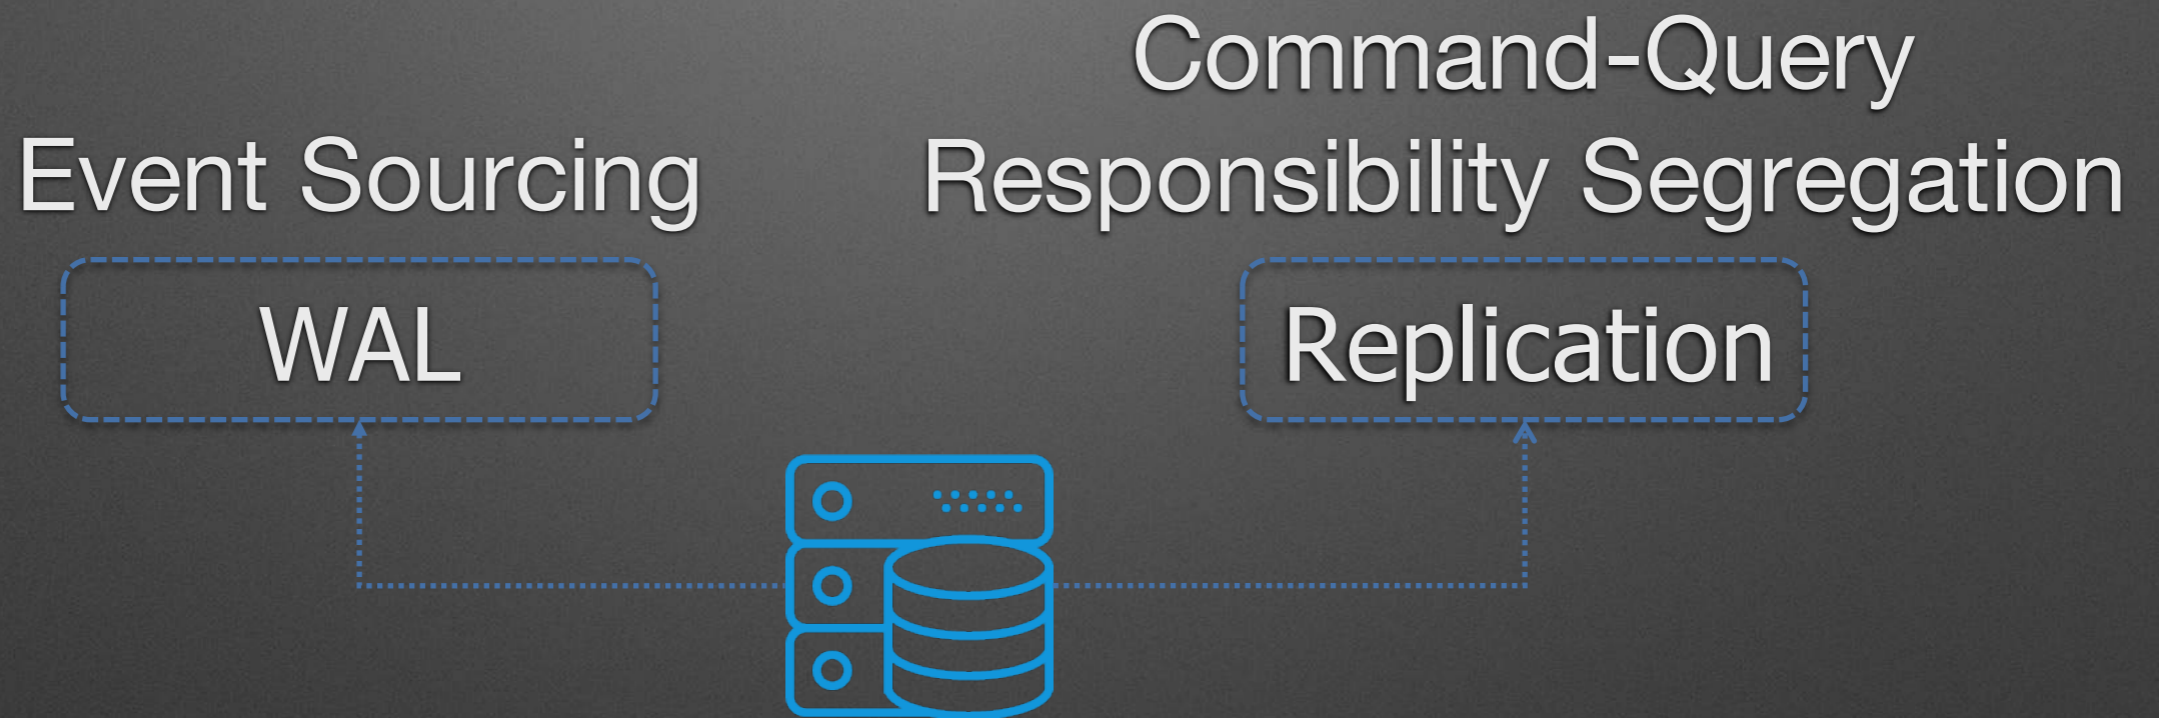 Event Sourcing
WAL
Command-Query
Responsibility Segregation
Replication